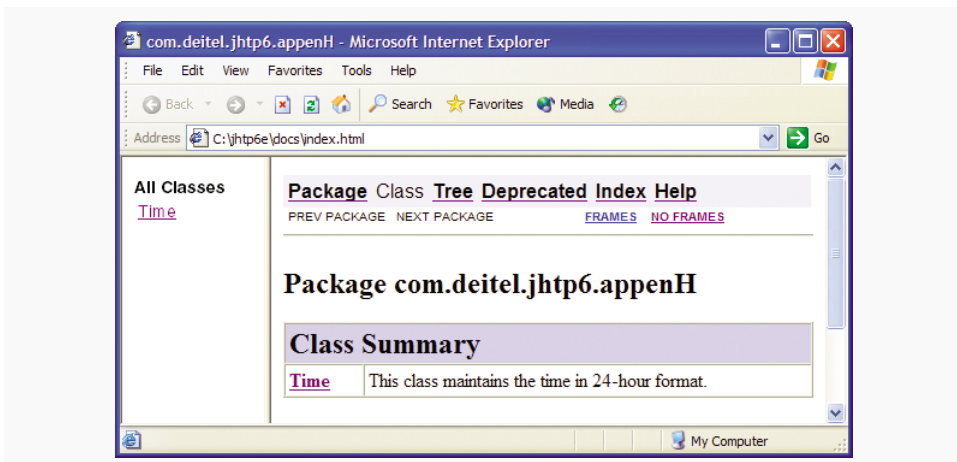 com.deitel.jhtp6.appenH - Microsoft Internet Explorer
File Edit View Favorites Tools Help
Back Search Favorites Media
Address C:\jhtp6e\docs\index.html Go
All Classes
Time
Package Class Tree Deprecated Index Help
PREV PACKAGE NEXT PACKAGE FRAMES NO FRAMES
Package com.deitel.jhtp6.appenH
Class Summary
Time This class maintains the time in 24-hour format.
My Computer